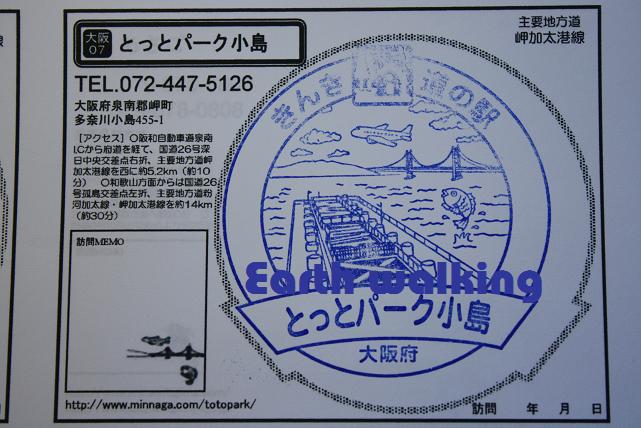 大阪
07
とっとパーク小島
主要地方道
岬加太港線
TEL.072-447-5126
大阪府泉南郡岬町
多奈川小島455-1
［アクセス］〇阪和自動車道泉南
I.Cから府道を経て、国道26号深
日中央交差点右折、主要地方道岬
加太港線を西に約5.2km（約10
分） 〇和歌山方面からは国道26
号孤島交差点左折、主要地方道粉
河加太線・岬加太港線を約14km
（約30分）
きんき 道の駅
訪問MEMO
Earth walking
とっとパーク小島
大阪府
http://www.minnaga.com/totopark/
訪問 年 月 日